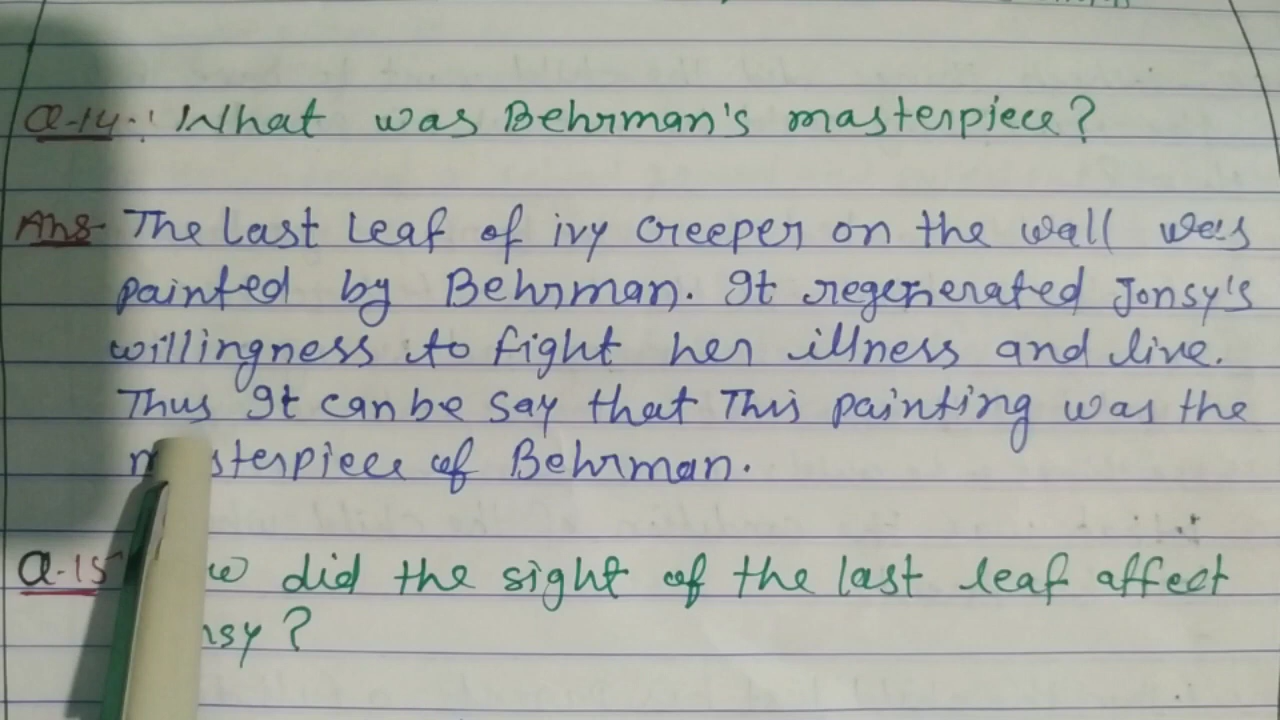 Q.14.: What was Behrman's masterpiece?
Ans- The last leaf of ivy creeper on the wall was
painted by Behrman. It regenerated Jonsy's
willingness to fight her illness and live.
Thus It can be say that This painting was the
of Behrman.
Q.15 did the sight of the last leaf affect
?